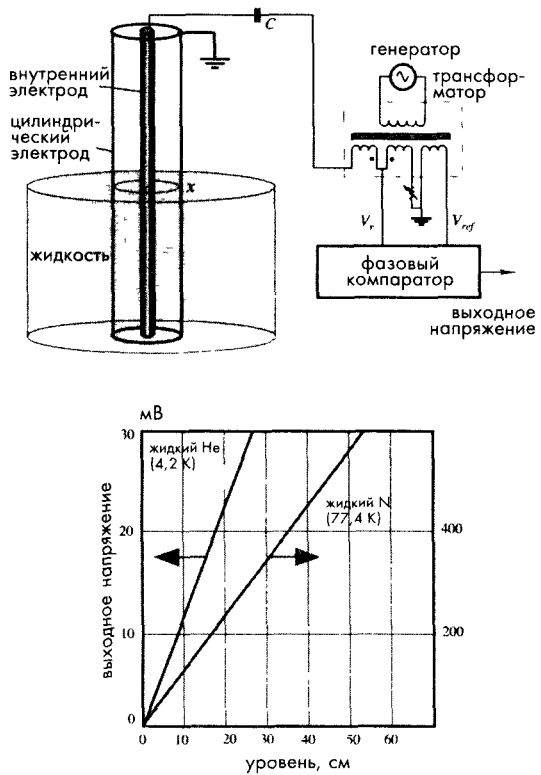 C
генератор
трансфор-
матор
внутренний
электрод
цилиндри-
ческий
электрод
x
жидкость
Vr
Vref
фазовый
компаратор
выходное
напряжение
мВ
30
жидкий He
(4,2 K)
жидкий N
(77,4 K)
20
400
10
200
0
выходное напряжение
0 10 20 30 40 50 60
уровень, см